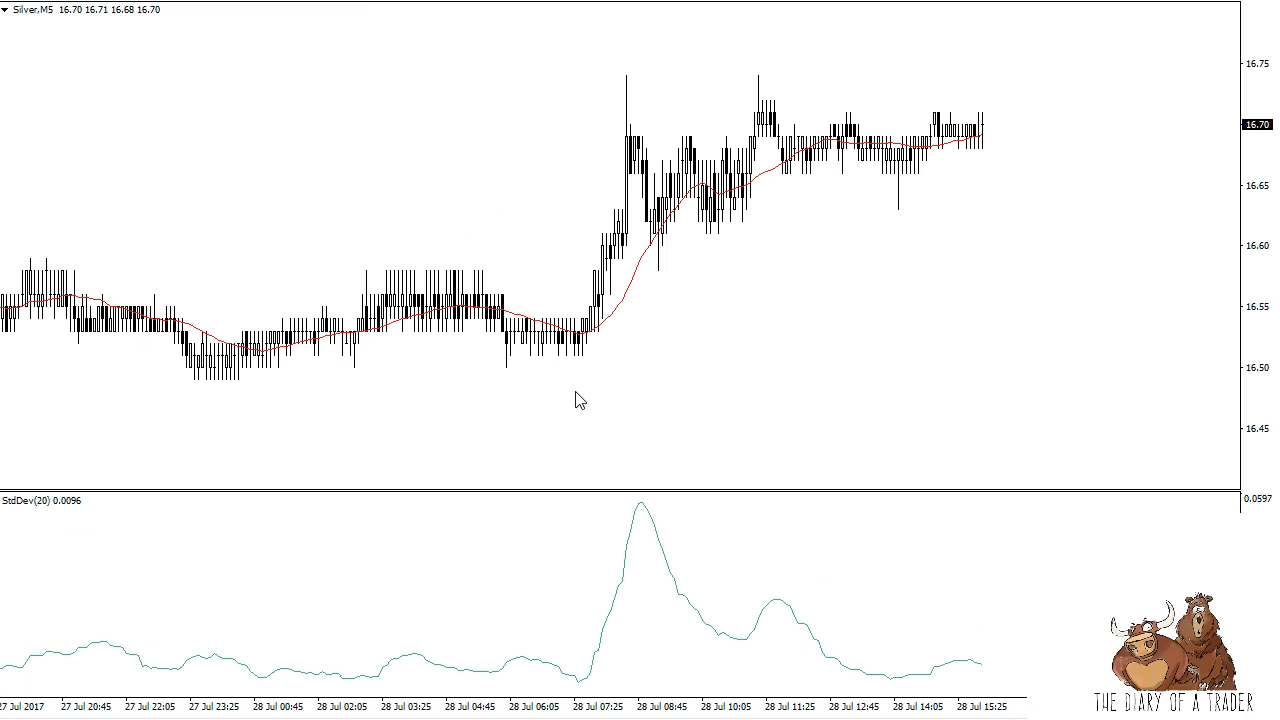 Silver,M5 16.70 16.71 16.68 16.70
16.75
16.70
16.65
16.60
16.55
16.50
16.45
StdDev(20) 0.0096
0.0597
27 Jul 2017 27 Jul 20:45 27 Jul 22:05 27 Jul 23:25 28 Jul 00:45 28 Jul 02:05 28 Jul 03:25 28 Jul 04:45 28 Jul 06:05 28 Jul 07:25 28 Jul 08:45 28 Jul 10:05 28 Jul 11:25 28 Jul 12:45 28 Jul 14:05 28 Jul 15:25
THE DIARY OF A TRADER